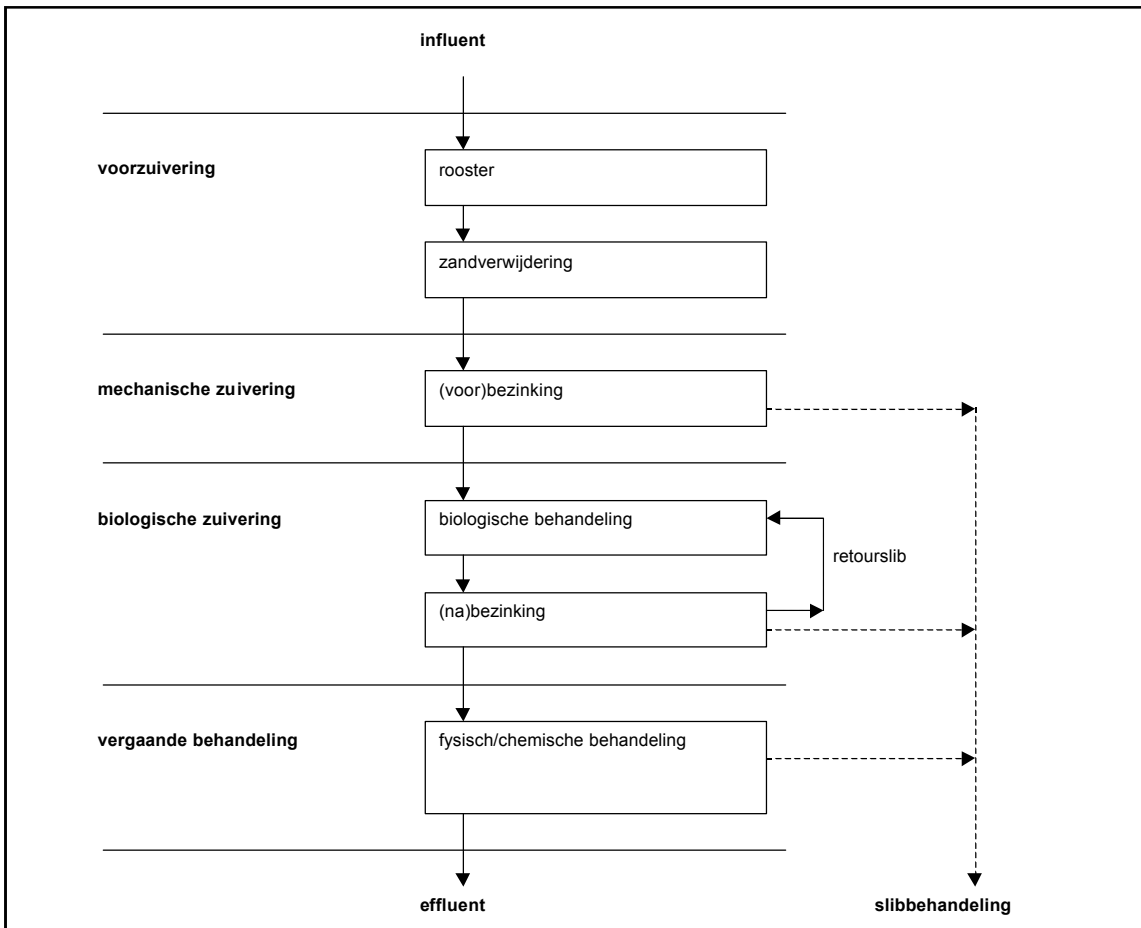 influent
voorzuivering
rooster
zandverwijdering
mechanische zuivering
(voor)bezinking
biologische zuivering
biologische behandeling
retourslib
(na)bezinking
vergaande behandeling
fysisch/chemische behandeling
effluent
slibbehandeling